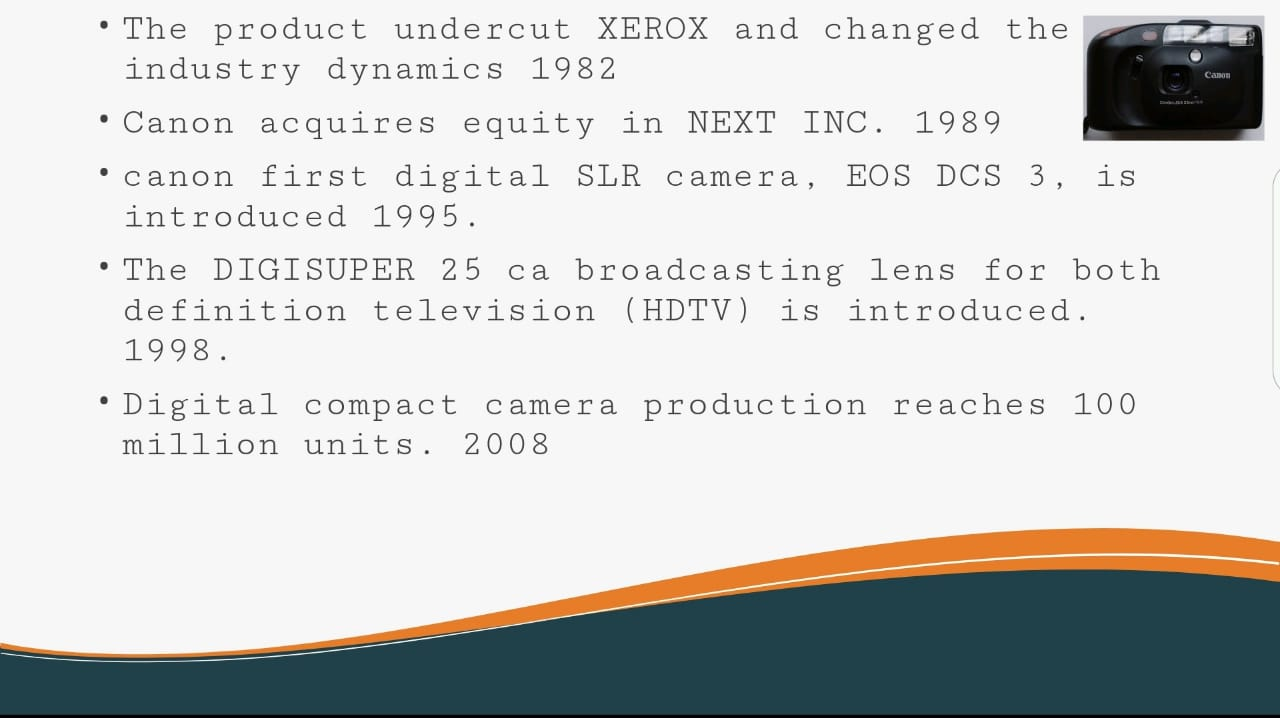 • The product undercut XEROX and changed the
industry dynamics 1982
Canon
• Canon acquires equity in NEXT INC. 1989
• canon first digital SLR camera, EOS DCS 3, is
introduced 1995.
• The DIGISUPER 25 ca broadcasting lens for both
definition television (HDTV) is introduced.
1998.
• Digital compact camera production reaches 100
million units. 2008